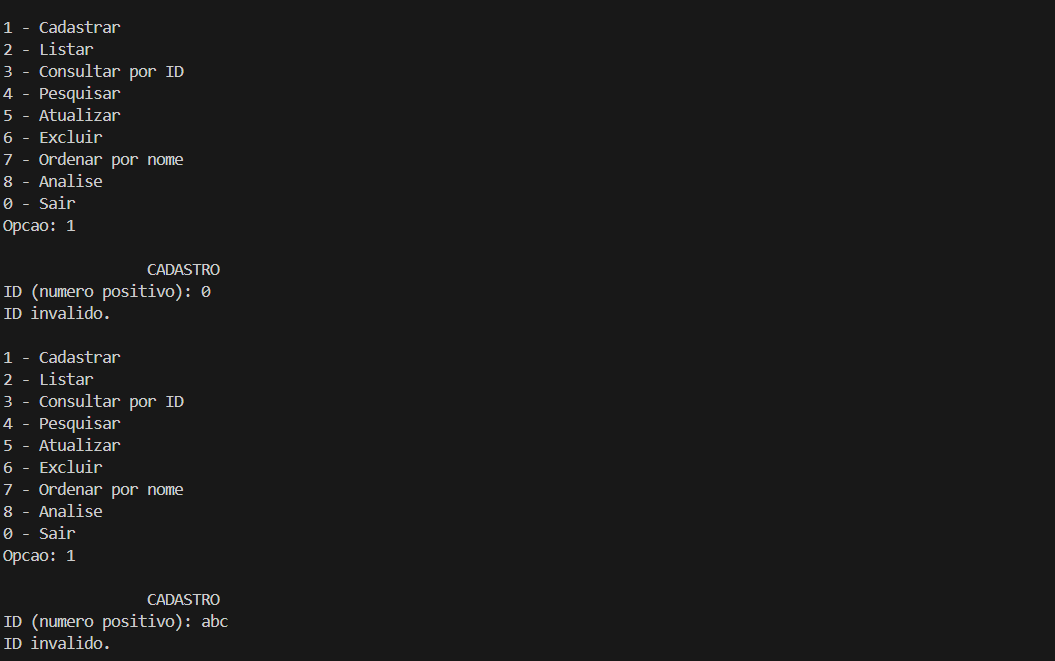 1 - Cadastrar
2 - Listar
3 - Consultar por ID
4 - Pesquisar
5 - Atualizar
6 - Excluir
7 - Ordenar por nome
8 - Analise
0 - Sair
Opcao: 1
CADASTRO
ID (numero positivo): 0
ID invalido.
1 - Cadastrar
2 - Listar
3 - Consultar por ID
4 - Pesquisar
5 - Atualizar
6 - Excluir
7 - Ordenar por nome
8 - Analise
0 - Sair
Opcao: 1
CADASTRO
ID (numero positivo): abc
ID invalido.